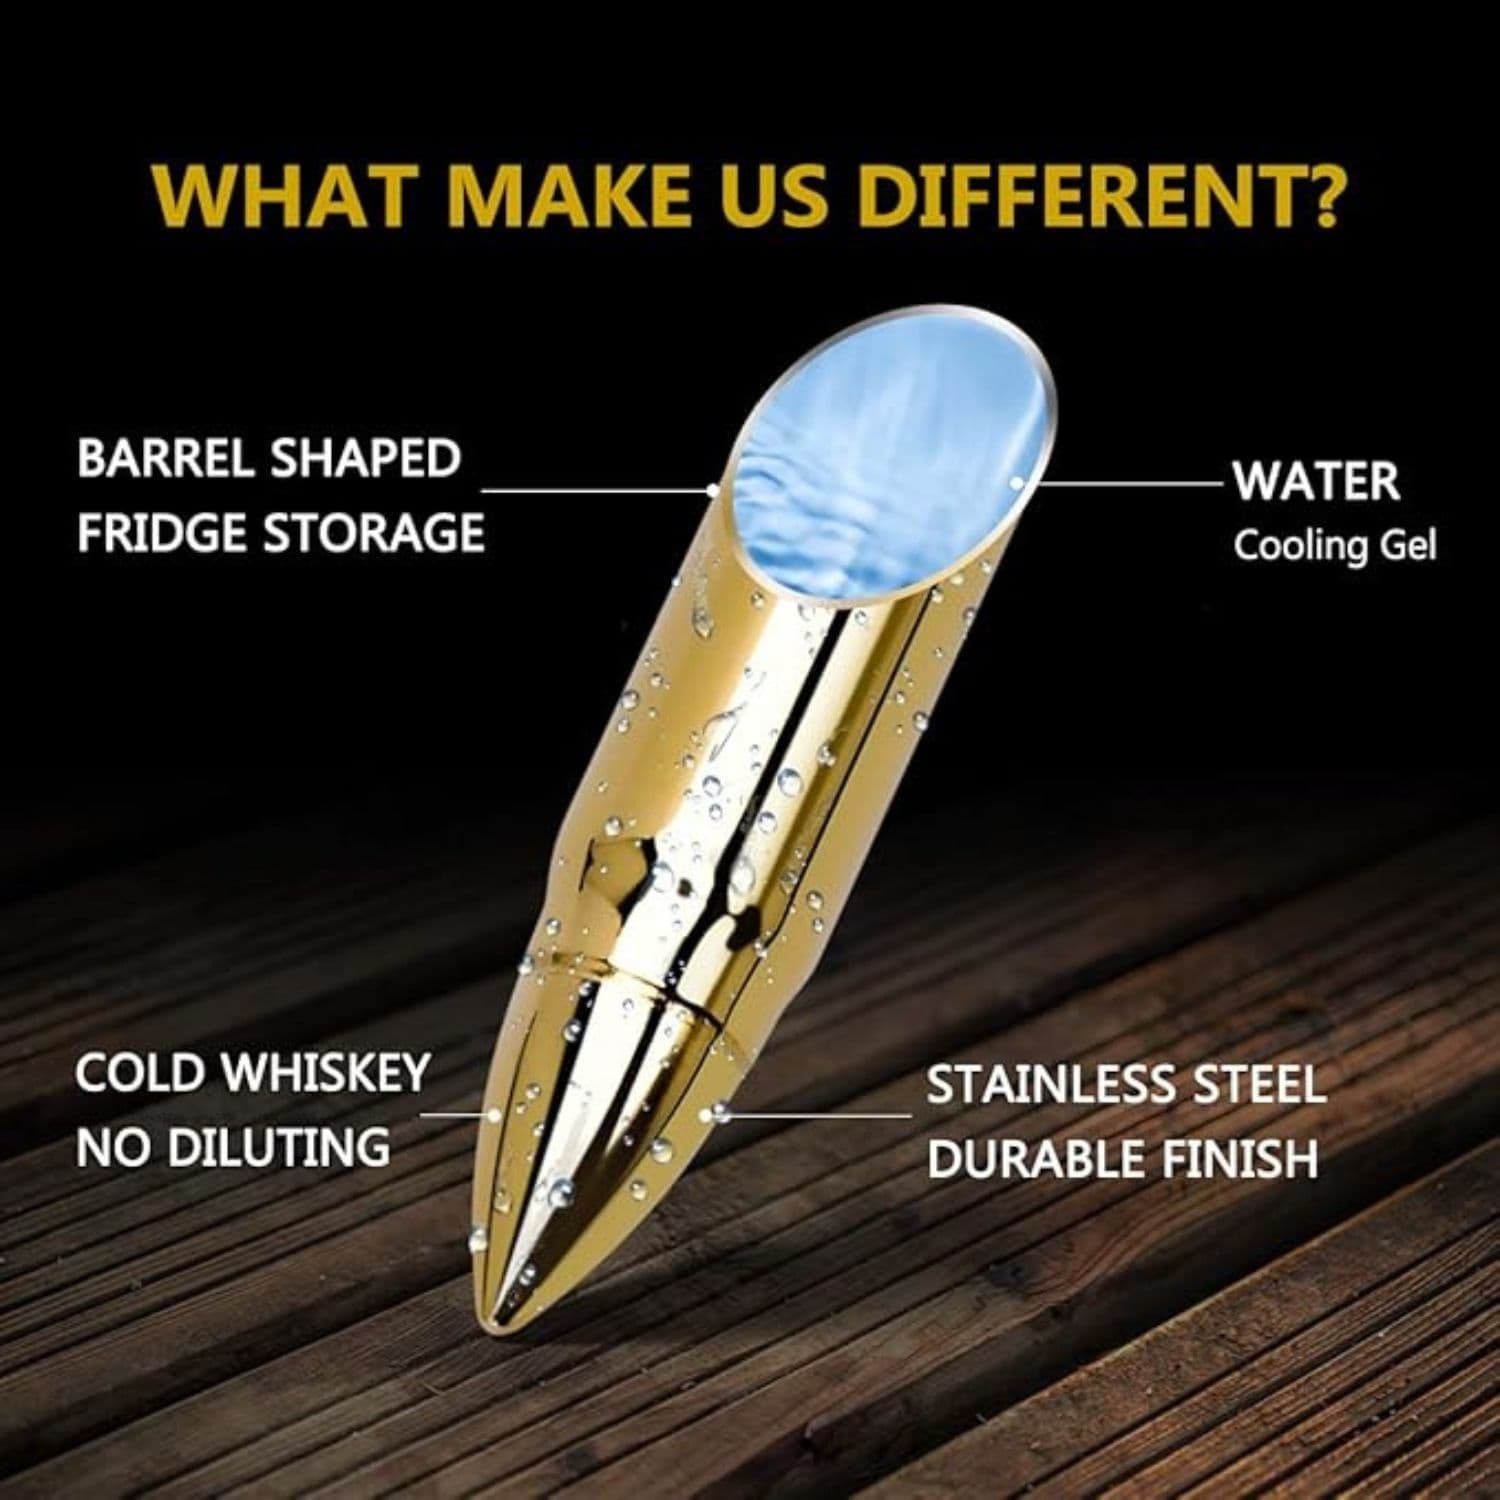 WHAT MAKE US DIFFERENT?
BARREL SHAPED
FRIDGE STORAGE
WATER
Cooling Gel
COLD WHISKEY
NO DILUTING
STAINLESS STEEL
DURABLE FINISH